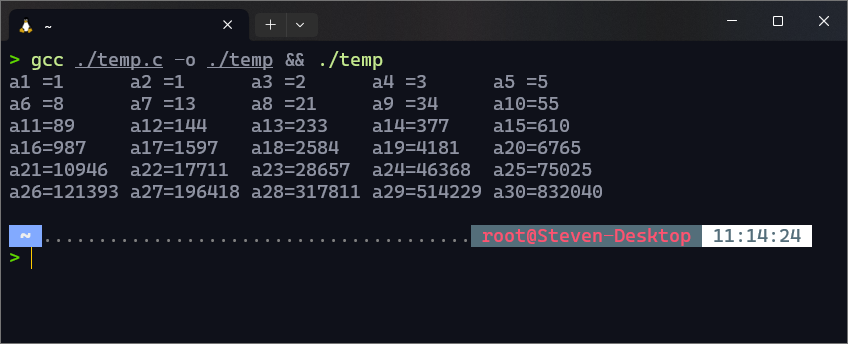 ~
> gcc ./temp.c -o ./temp && ./temp
a1 =1      a2 =1      a3 =2      a4 =3      a5 =5
a6 =8      a7 =13     a8 =21     a9 =34     a10=55
a11=89     a12=144    a13=233    a14=377    a15=610
a16=987    a17=1597   a18=2584   a19=4181   a20=6765
a21=10946  a22=17711  a23=28657  a24=46368  a25=75025
a26=121393 a27=196418 a28=317811 a29=514229 a30=832040
~ ....................................... root@Steven-Desktop 11:14:24
>